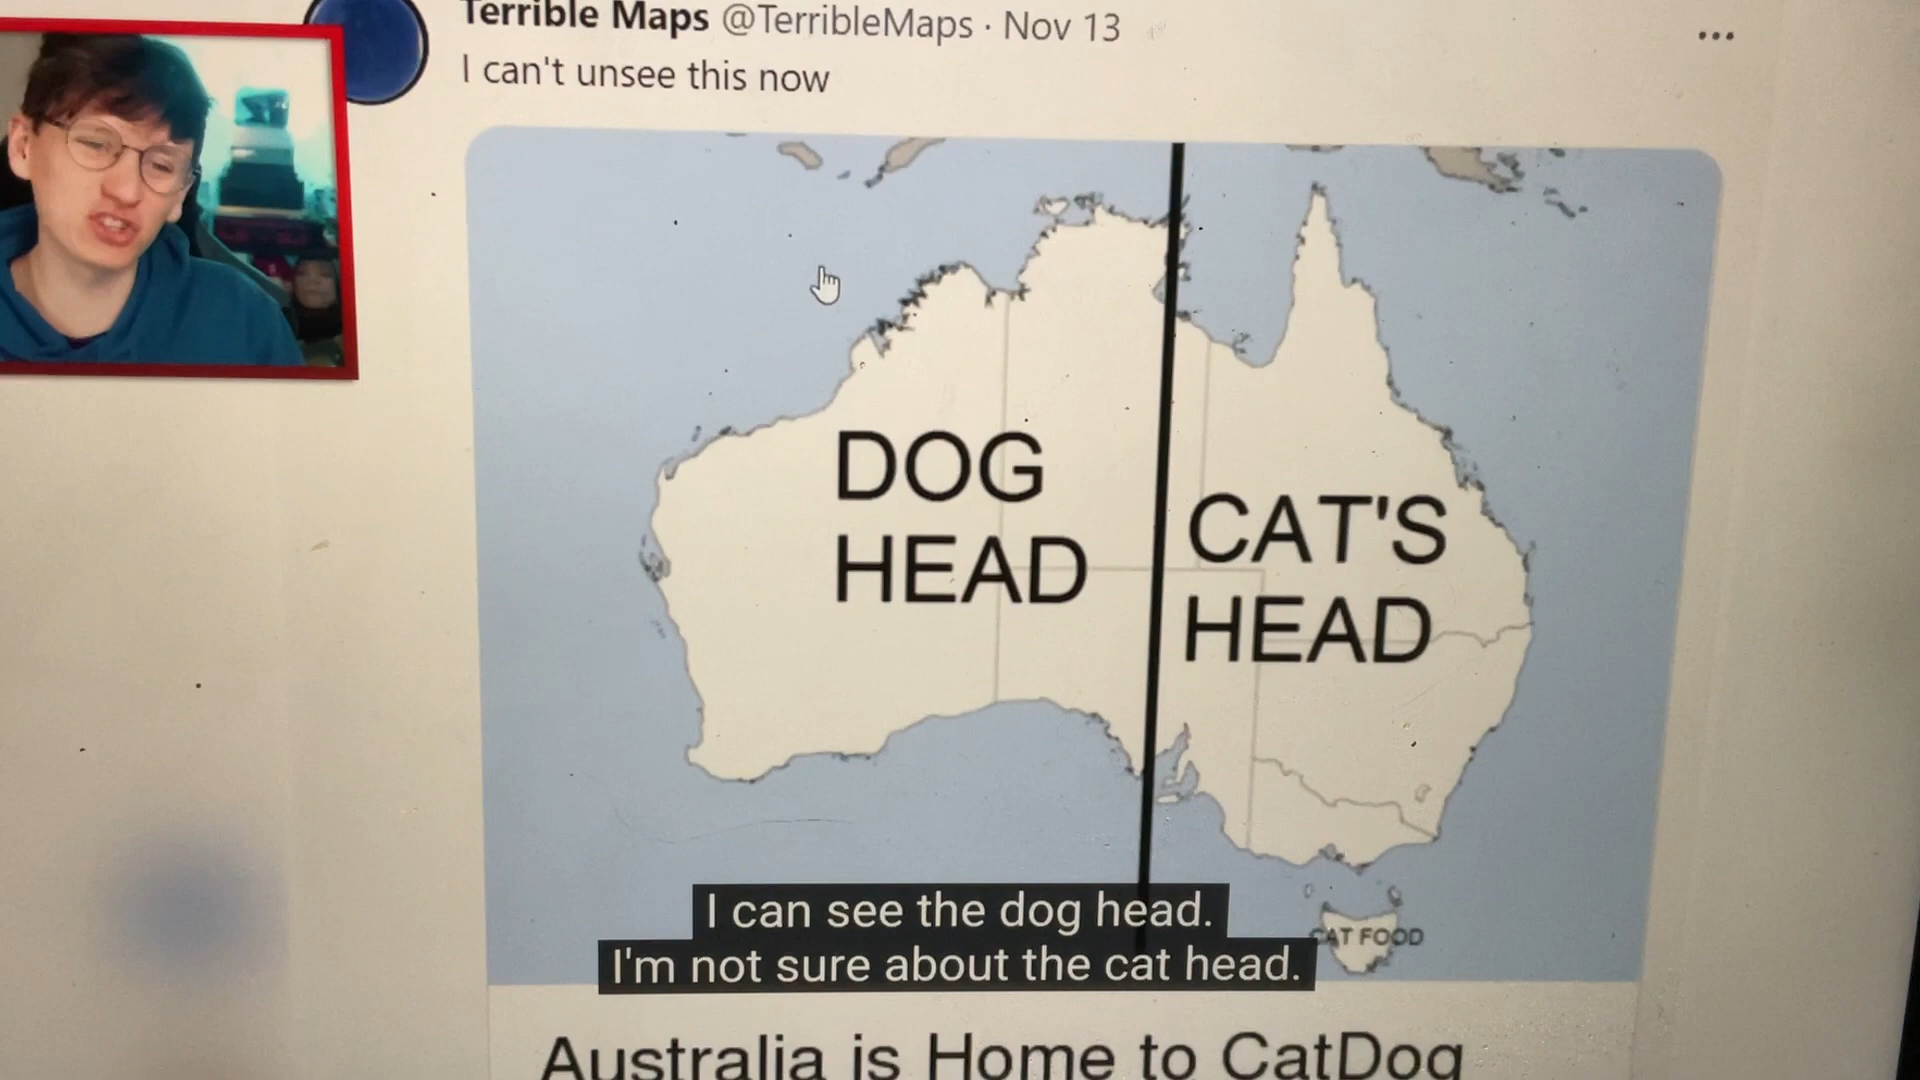 Terrible Maps @TerribleMaps · Nov 13
I can't unsee this now
DOG
HEAD
CAT'S
HEAD
CAT FOOD
I can see the dog head.
I'm not sure about the cat head.
Australia is Home to CatDog